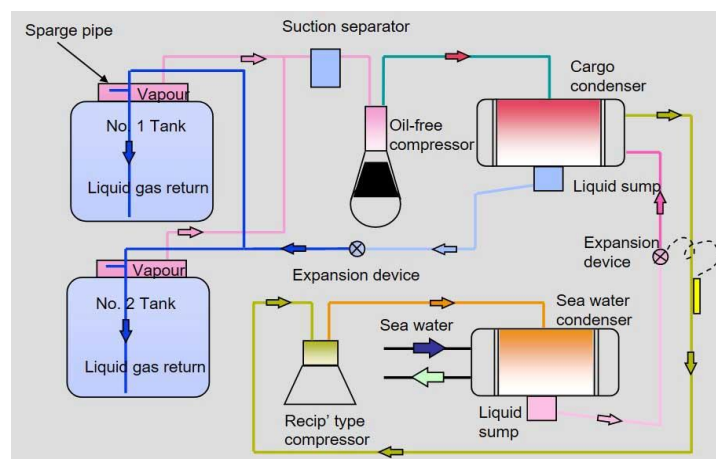 Sparge pipe
Suction separator
Vapour
No. 1 Tank
Liquid gas return
Oil-free
compressor
Cargo
condenser
Liquid sump
Expansion device
Expansion
device
Vapour
No. 2 Tank
Liquid gas return
Sea water
Sea water
condenser
Recip' type
compressor
Liquid
sump